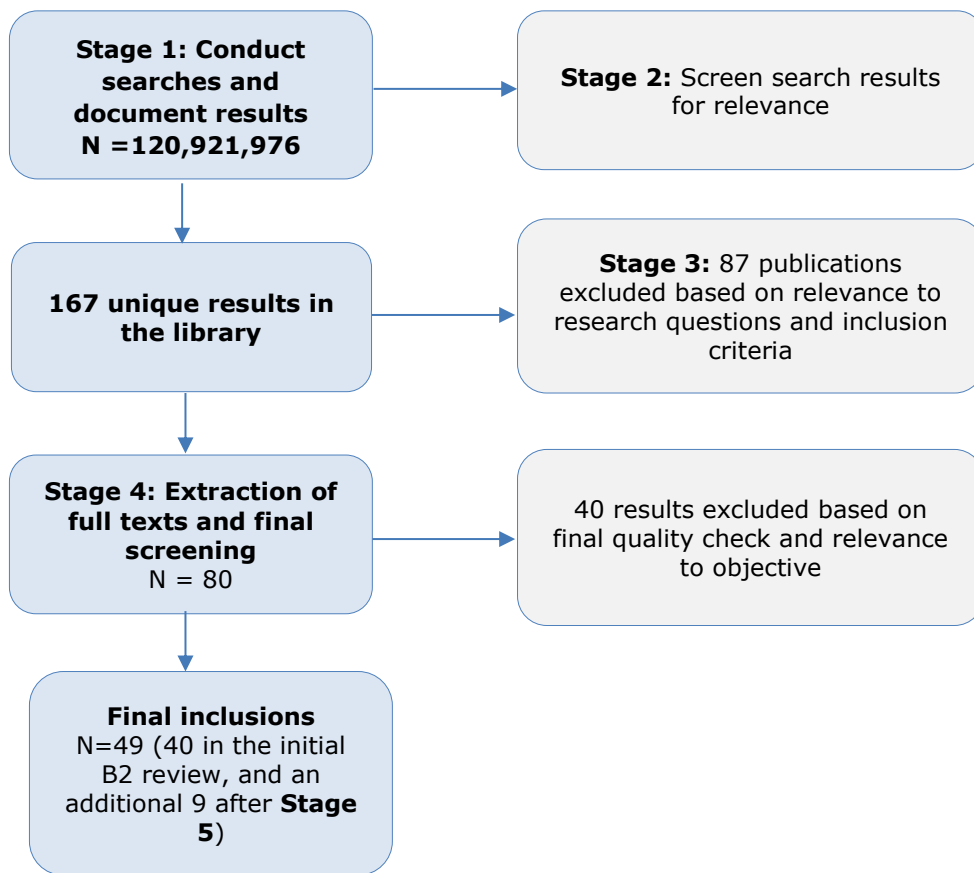 Stage 1: Conduct
searches and
document results
N =120,921,976
Stage 2: Screen search results
for relevance
167 unique results in
the library
Stage 3: 87 publications
excluded based on relevance to
research questions and inclusion
criteria
Stage 4: Extraction of
full texts and final
screening
N = 80
40 results excluded based on
final quality check and relevance
to objective
Final inclusions
N=49 (40 in the initial
B2 review, and an
additional 9 after Stage
5)